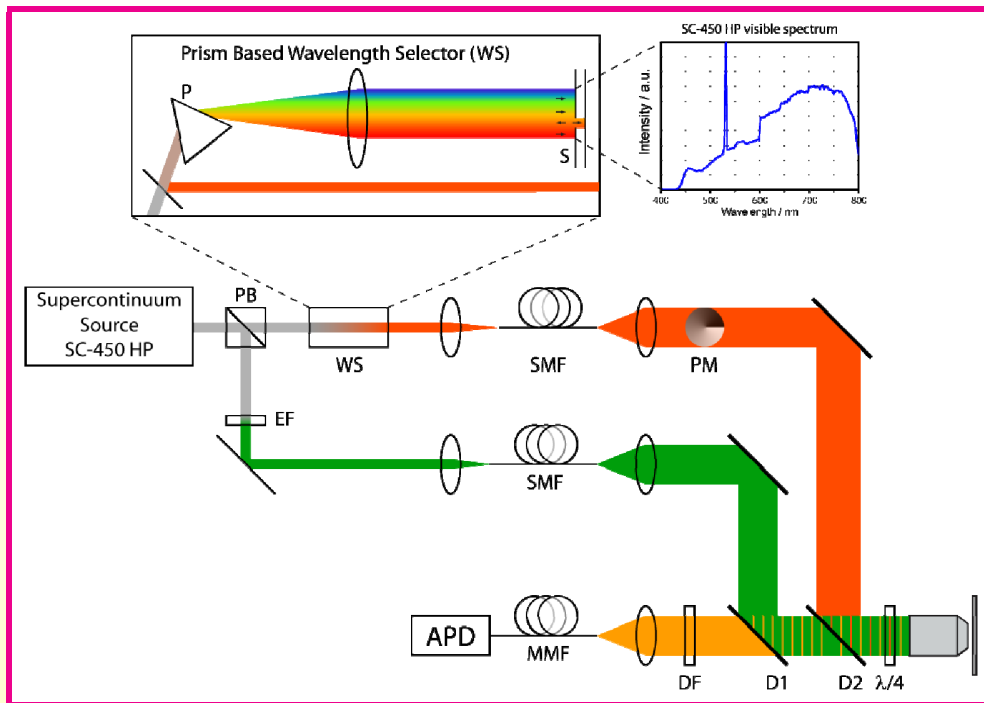 Prism Based Wavelength Selector (WS)
P
S
SC-450 HP visible spectrum
Intensity / a.u.
400 500 600 700 800
Wavelength / nm
Supercontinuum
Source
SC-450 HP
PB
WS
SMF
PM
EF
SMF
APD
MMF
DF
D1
D2
λ/4